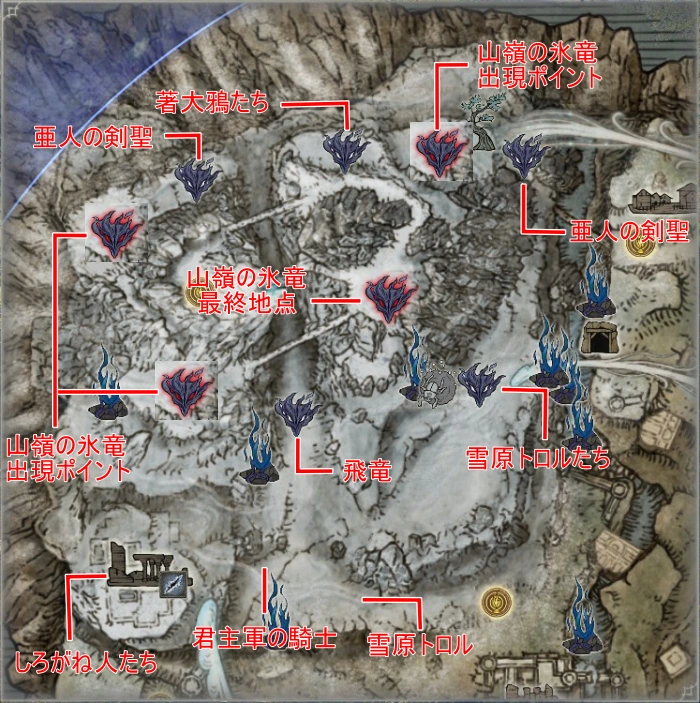 山嶺の氷竜
出現ポイント
著大鴉たち
亜人の剣聖
亜人の剣聖
山嶺の氷竜
最終地点
山嶺の氷竜
出現ポイント
飛竜
雪原トロルたち
君主軍の騎士
雪原トロル
しろがね人たち